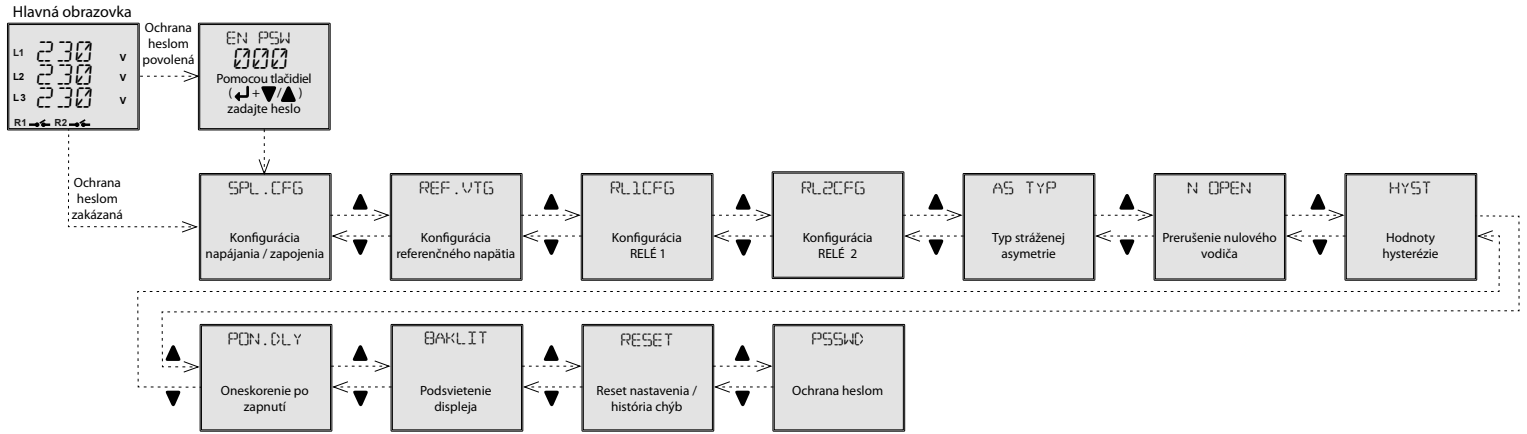 Hlavná obrazovka
L1 230 V
L2 230 V
L3 230 V
R1 R2
Ochrana
heslom
povolená
EN PSW
000
Pomocou tlačidiel
( + / )
zadajte heslo
Ochrana
heslom
zakázaná
SPL.CFG
Konfigurácia
napájania / zapojenia
REF.VTG
Konfigurácia
referenčného napätia
RL1CFG
Konfigurácia
RELÉ 1
RL2CFG
Konfigurácia
RELÉ 2
AS TYP
Typ stráženej
asymetrie
N OPEN
Prerušenie nulového
vodiča
HYST
Hodnoty
hysterézie
PON.DLY
Oneskorenie po
zapnutí
BAKLIT
Podsvietenie
displeja
RESET
Reset nastavenia /
história chýb
PSSWD
Ochrana heslom